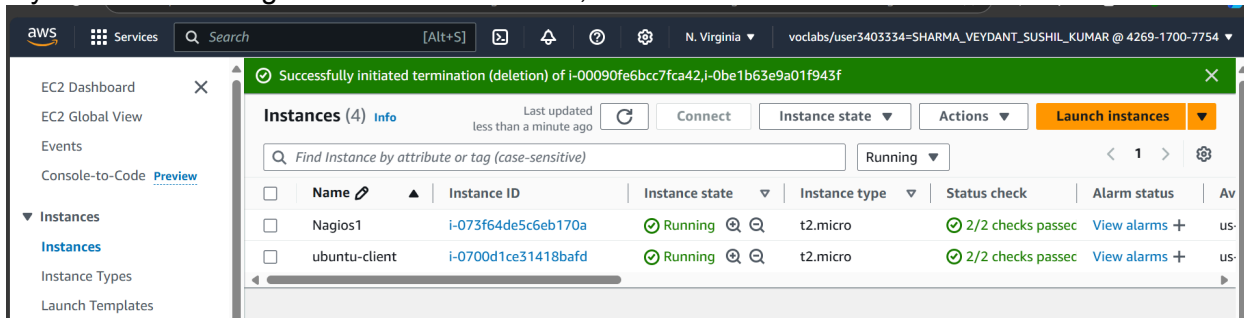 aws Services Search [Alt+S] N. Virginia voclabs/user3403334=SHARMA_VEYDANT_SUSHIL_KUMAR @ 4269-1700-7754
EC2 Dashboard
EC2 Global View
Events
Console-to-Code Preview
Instances
Instances
Instance Types
Launch Templates
Successfully initiated termination (deletion) of i-00090fe6bcc7fca42,i-0be1b63e9a01f943f
Instances (4) Info
Last updated
less than a minute ago
Connect Instance state Actions Launch instances
Find Instance by attribute or tag (case-sensitive) Running 1
Name Instance ID Instance state Instance type Status check Alarm status Av
Nagios1 i-073f64de5c6eb170a Running t2.micro 2/2 checks passec View alarms + us-
ubuntu-client i-0700d1ce31418bafd Running t2.micro 2/2 checks passec View alarms + us-